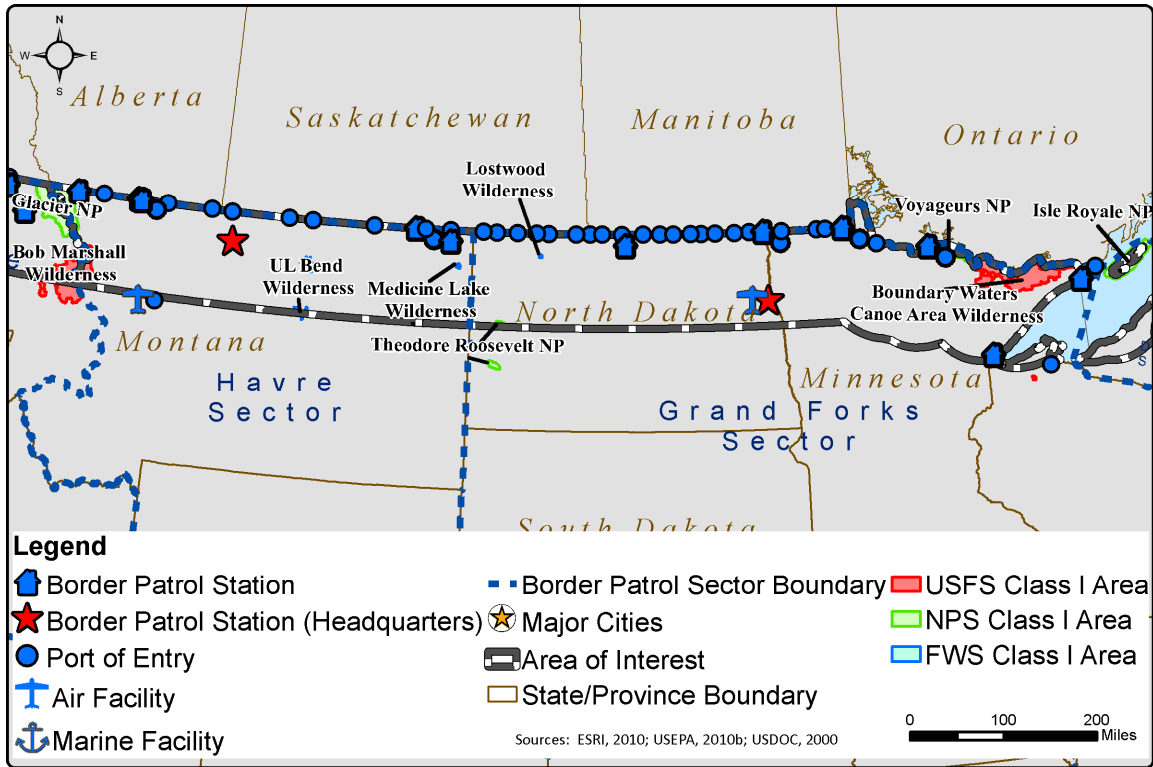 N
W E
S
Alberta
Saskatchewan
Manitoba
Ontario
Lostwood
Wilderness
Glacier NP
Voyageurs NP
Isle Royale NP
Bob Marshall
Wilderness
UL Bend
Wilderness
Medicine Lake
Wilderness
Boundary Waters
Canoe Area Wilderness
North Dakota
Theodore Roosevelt NP
Montana
Minnesota
Havre
Sector
Grand Forks
Sector
South Dakota
Legend
Border Patrol Station
Border Patrol Station (Headquarters)
Port of Entry
Air Facility
Marine Facility
Border Patrol Sector Boundary
Major Cities
Area of Interest
State/Province Boundary
USFS Class I Area
NPS Class I Area
FWS Class I Area
Sources: ESRI, 2010; USEPA, 2010b; USDOC, 2000
0 100 200
Miles